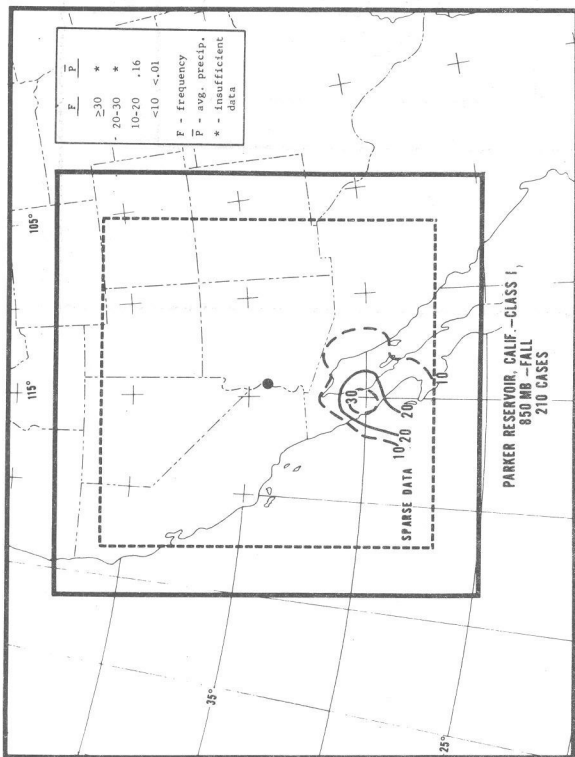 F P
≥30 *
20-30 *
10-20 .16
<10 <.01
F - frequency
P - avg. precip.
* - insufficient
data
105°
115°
35°
25°
30
20
10
10 20
SPARSE DATA
PARKER RESERVOIR, CALIF.-CLASS I,
850 MB -FALL
210 CASES